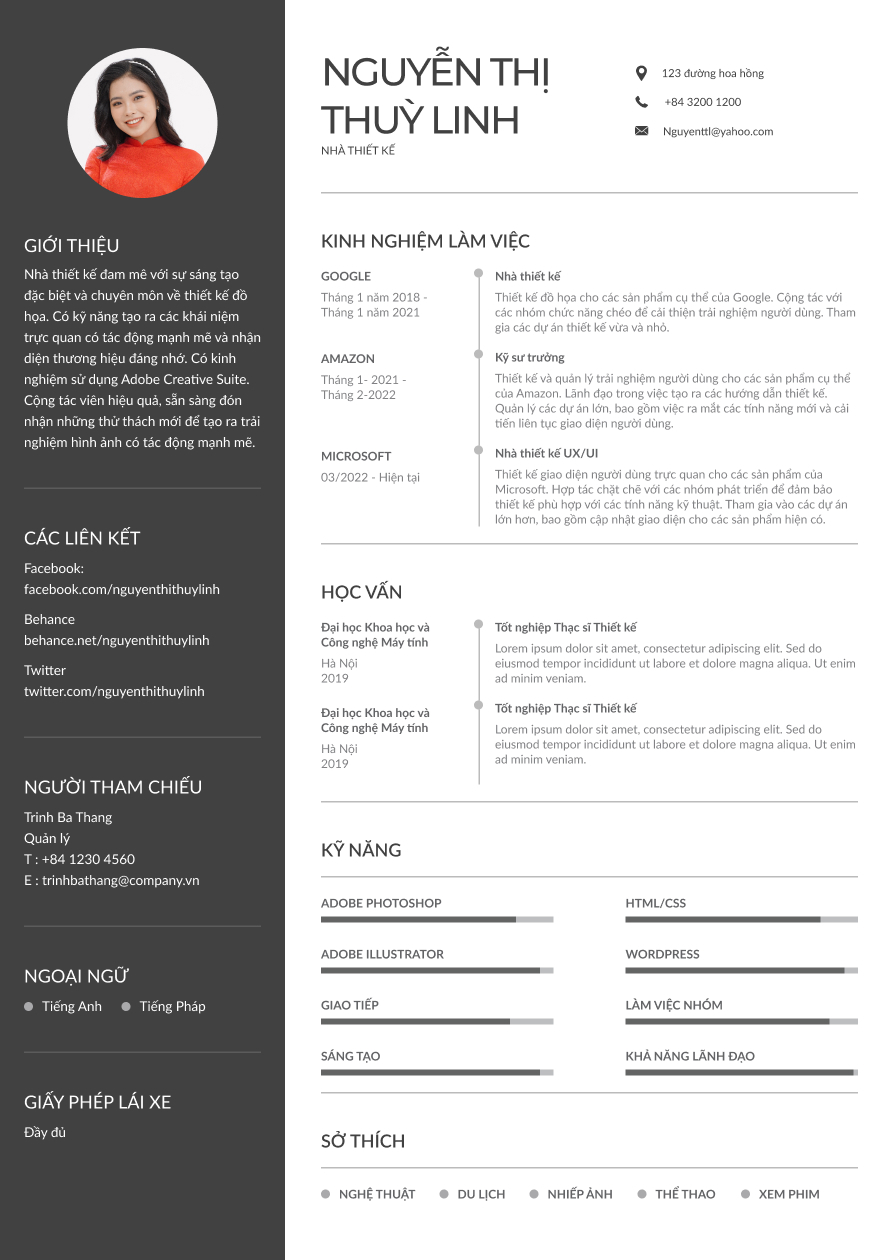 GIỚI THIỆU
Nhà thiết kế đam mê với sự sáng tạo
đặc biệt và chuyên môn về thiết kế đồ
họa. Có kỹ năng tạo ra các khái niệm
trực quan có tác động mạnh mẽ và nhận
diện thương hiệu đáng nhớ. Có kinh
nghiệm sử dụng Adobe Creative Suite.
Cộng tác viên hiệu quả, sẵn sàng đón
nhận những thử thách mới để tạo ra trải
nghiệm hình ảnh có tác động mạnh mẽ.
CÁC LIÊN KẾT
Facebook:
facebook.com/nguyenthithuylinh
Behance
behance.net/nguyenthithuylinh
Twitter
twitter.com/nguyenthithuylinh
NGƯỜI THAM CHIẾU
Trinh Ba Thang
Quản lý
T : +84 1230 4560
E : trinhbathang@company.vn
NGOẠI NGỮ
Tiếng Anh Tiếng Pháp
GIẤY PHÉP LÁI XE
Đầy đủ
NGUYỄN THỊ
THUỲ LINH
NHÀ THIẾT KẾ
123 đường hoa hồng
+84 3200 1200
Nguyenttl@yahoo.com
KINH NGHIỆM LÀM VIỆC
GOOGLE
Tháng 1 năm 2018 -
Tháng 1 năm 2021
Nhà thiết kế
Thiết kế đồ họa cho các sản phẩm cụ thể của Google. Cộng tác với
các nhóm chức năng chéo để cải thiện trải nghiệm người dùng. Tham
gia các dự án thiết kế vừa và nhỏ.
AMAZON
Tháng 1- 2021 -
Tháng 2-2022
Kỹ sư trưởng
Thiết kế và quản lý trải nghiệm người dùng cho các sản phẩm cụ thể
của Amazon. Lãnh đạo trong việc tạo ra các hướng dẫn thiết kế.
Quản lý các dự án lớn, bao gồm việc ra mắt các tính năng mới và cải
tiến liên tục giao diện người dùng.
MICROSOFT
03/2022 - Hiện tại
Nhà thiết kế UX/UI
Thiết kế giao diện người dùng trực quan cho các sản phẩm của
Microsoft. Hợp tác chặt chẽ với các nhóm phát triển để đảm bảo
thiết kế phù hợp với các tính năng kỹ thuật. Tham gia vào các dự án
lớn hơn, bao gồm cập nhật giao diện cho các sản phẩm hiện có.
HỌC VẤN
Đại học Khoa học và
Công nghệ Máy tính
Hà Nội
2019
Tốt nghiệp Thạc sĩ Thiết kế
Lorem ipsum dolor sit amet, consectetur adipiscing elit. Sed do
eiusmod tempor incididunt ut labore et dolore magna aliqua. Ut enim
ad minim veniam.
Đại học Khoa học và
Công nghệ Máy tính
Hà Nội
2019
Tốt nghiệp Thạc sĩ Thiết kế
Lorem ipsum dolor sit amet, consectetur adipiscing elit. Sed do
eiusmod tempor incididunt ut labore et dolore magna aliqua. Ut enim
ad minim veniam.
KỸ NĂNG
ADOBE PHOTOSHOP
HTML/CSS
ADOBE ILLUSTRATOR
WORDPRESS
GIAO TIẾP
LÀM VIỆC NHÓM
SÁNG TẠO
KHẢ NĂNG LÃNH ĐẠO
SỞ THÍCH
NGHỆ THUẬT DU LỊCH NHIẾP ẢNH THỂ THAO XEM PHIM